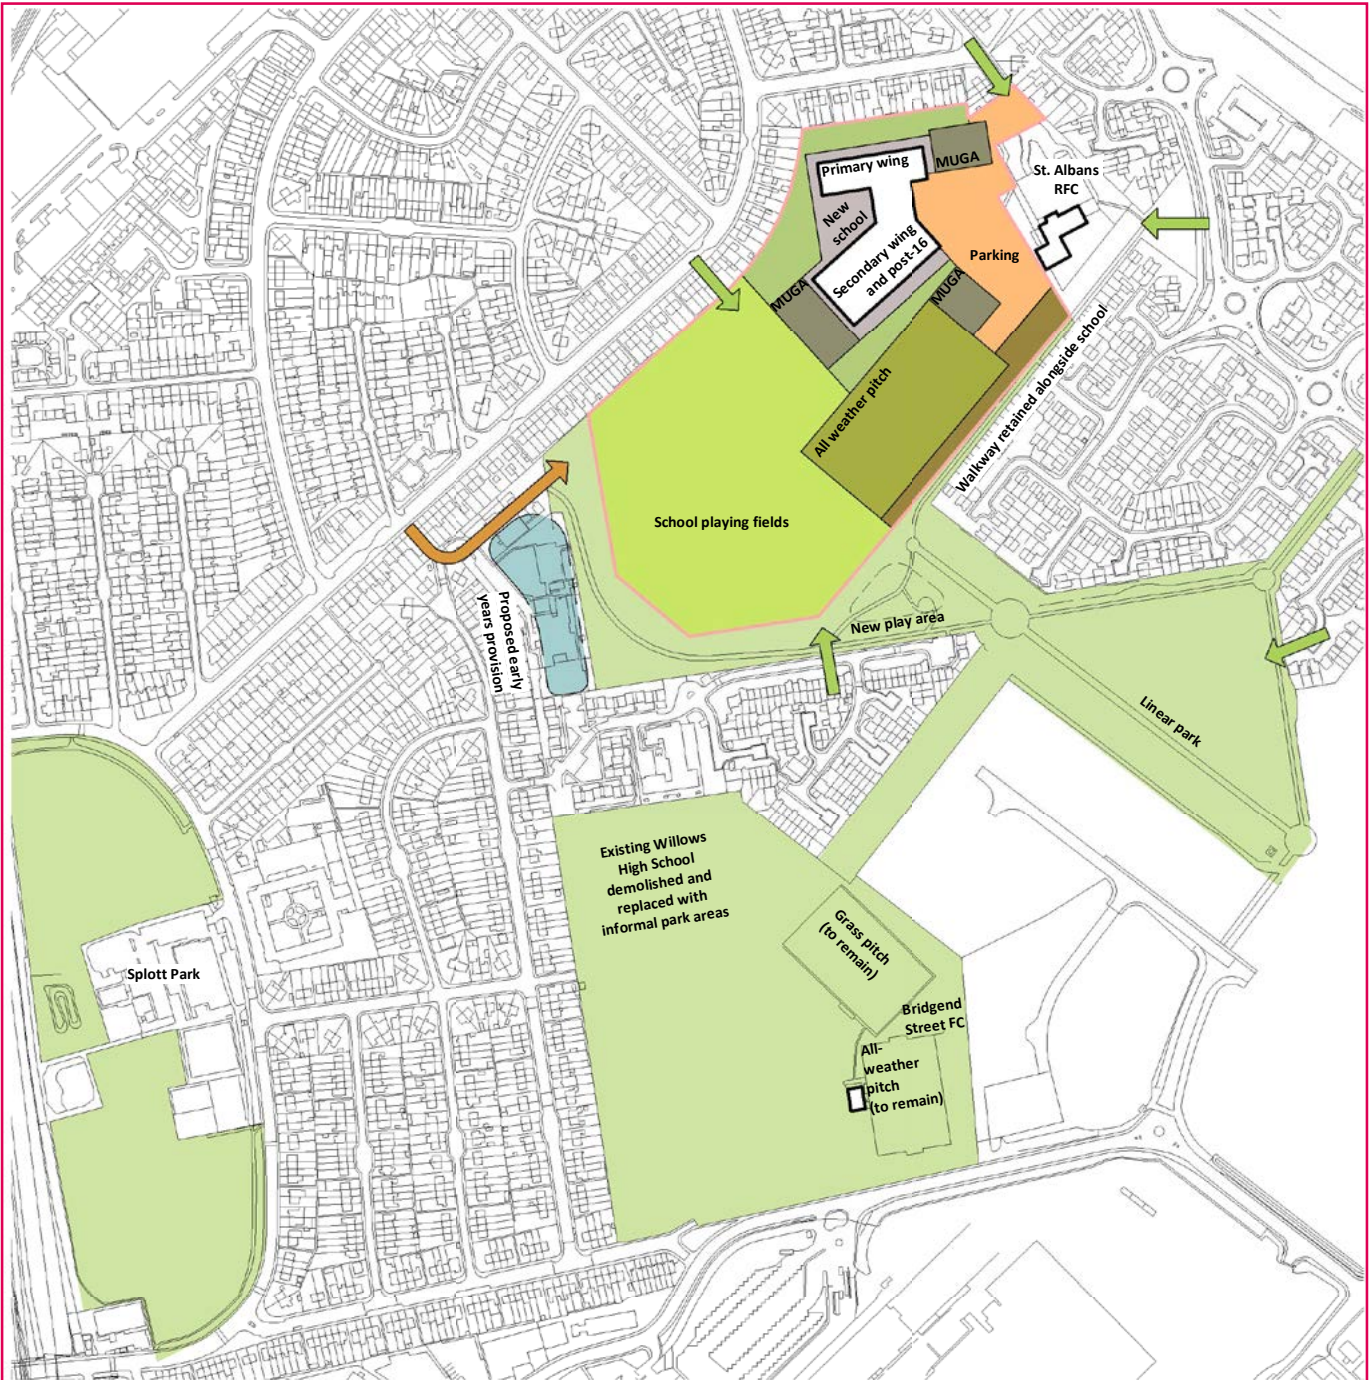 Primary wing
MUGA
St. Albans
RFC
New
school
Secondary wing
and post-16
Parking
MUGA
MUGA
Walkway retained alongside school
All weather pitch
School playing fields
Proposed early
years provision
New play area
Linear park
Existing Willows
High School
demolished and
replaced with
informal park areas
Grass pitch
(to remain)
Splott Park
Bridgend
Street FC
All-
weather
pitch
(to remain)